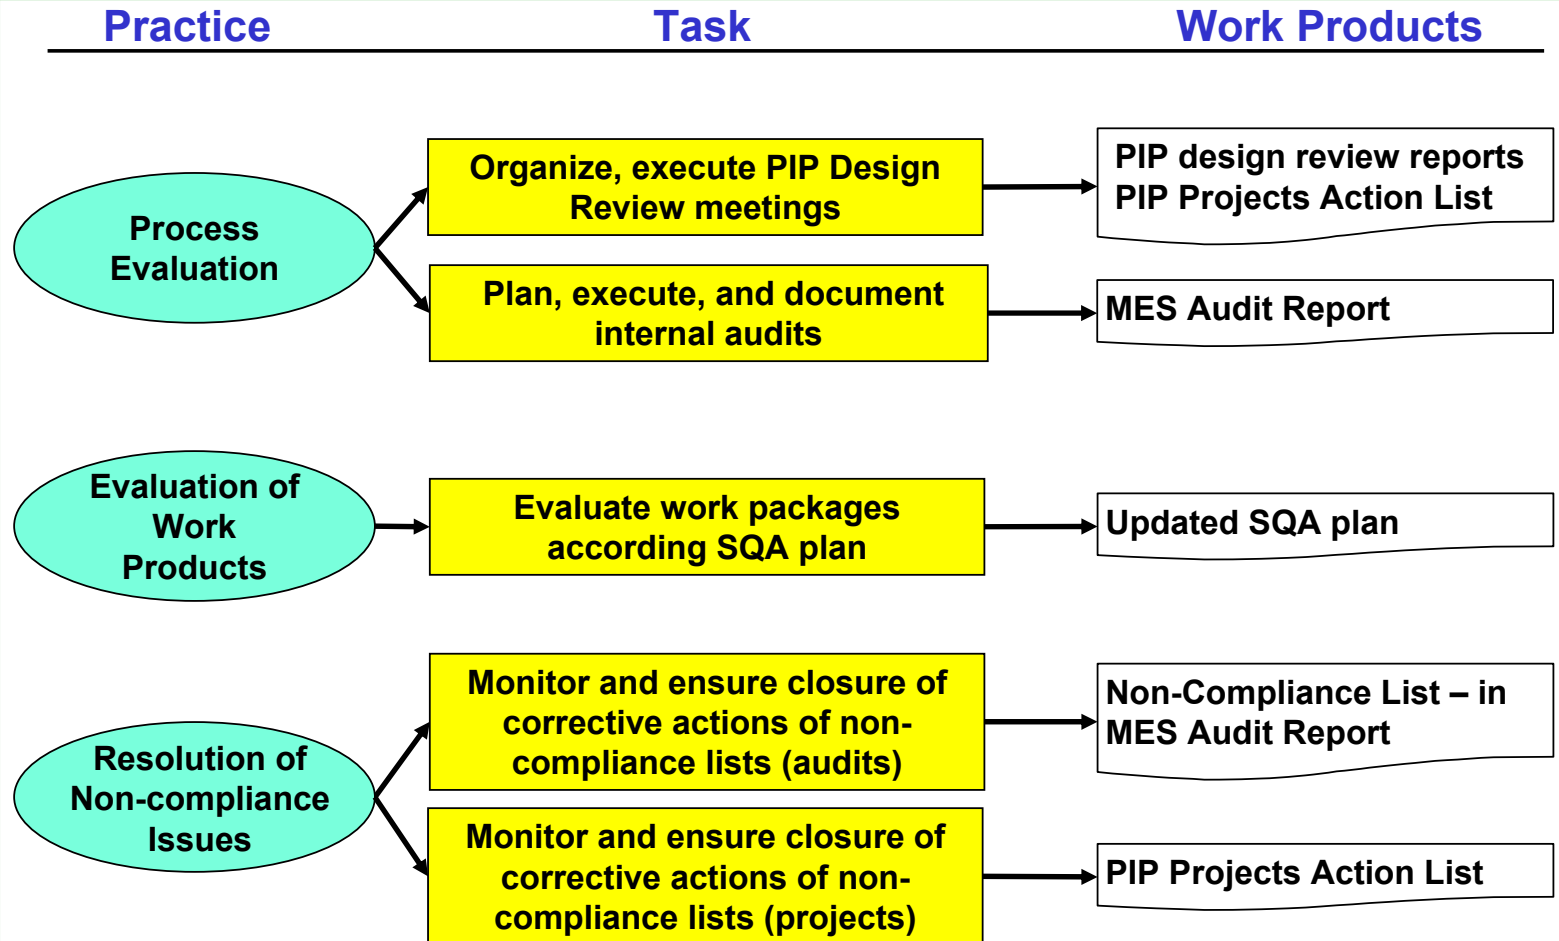 Practice
Task
Work Products
Process
Evaluation
Organize, execute PIP Design
Review meetings
PIP design review reports
PIP Projects Action List
Plan, execute, and document
internal audits
MES Audit Report
Evaluation of
Work
Products
Evaluate work packages
according SQA plan
Updated SQA plan
Resolution of
Non-compliance
Issues
Monitor and ensure closure of
corrective actions of non-
compliance lists (audits)
Non-Compliance List – in
MES Audit Report
Monitor and ensure closure of
corrective actions of non-
compliance lists (projects)
PIP Projects Action List